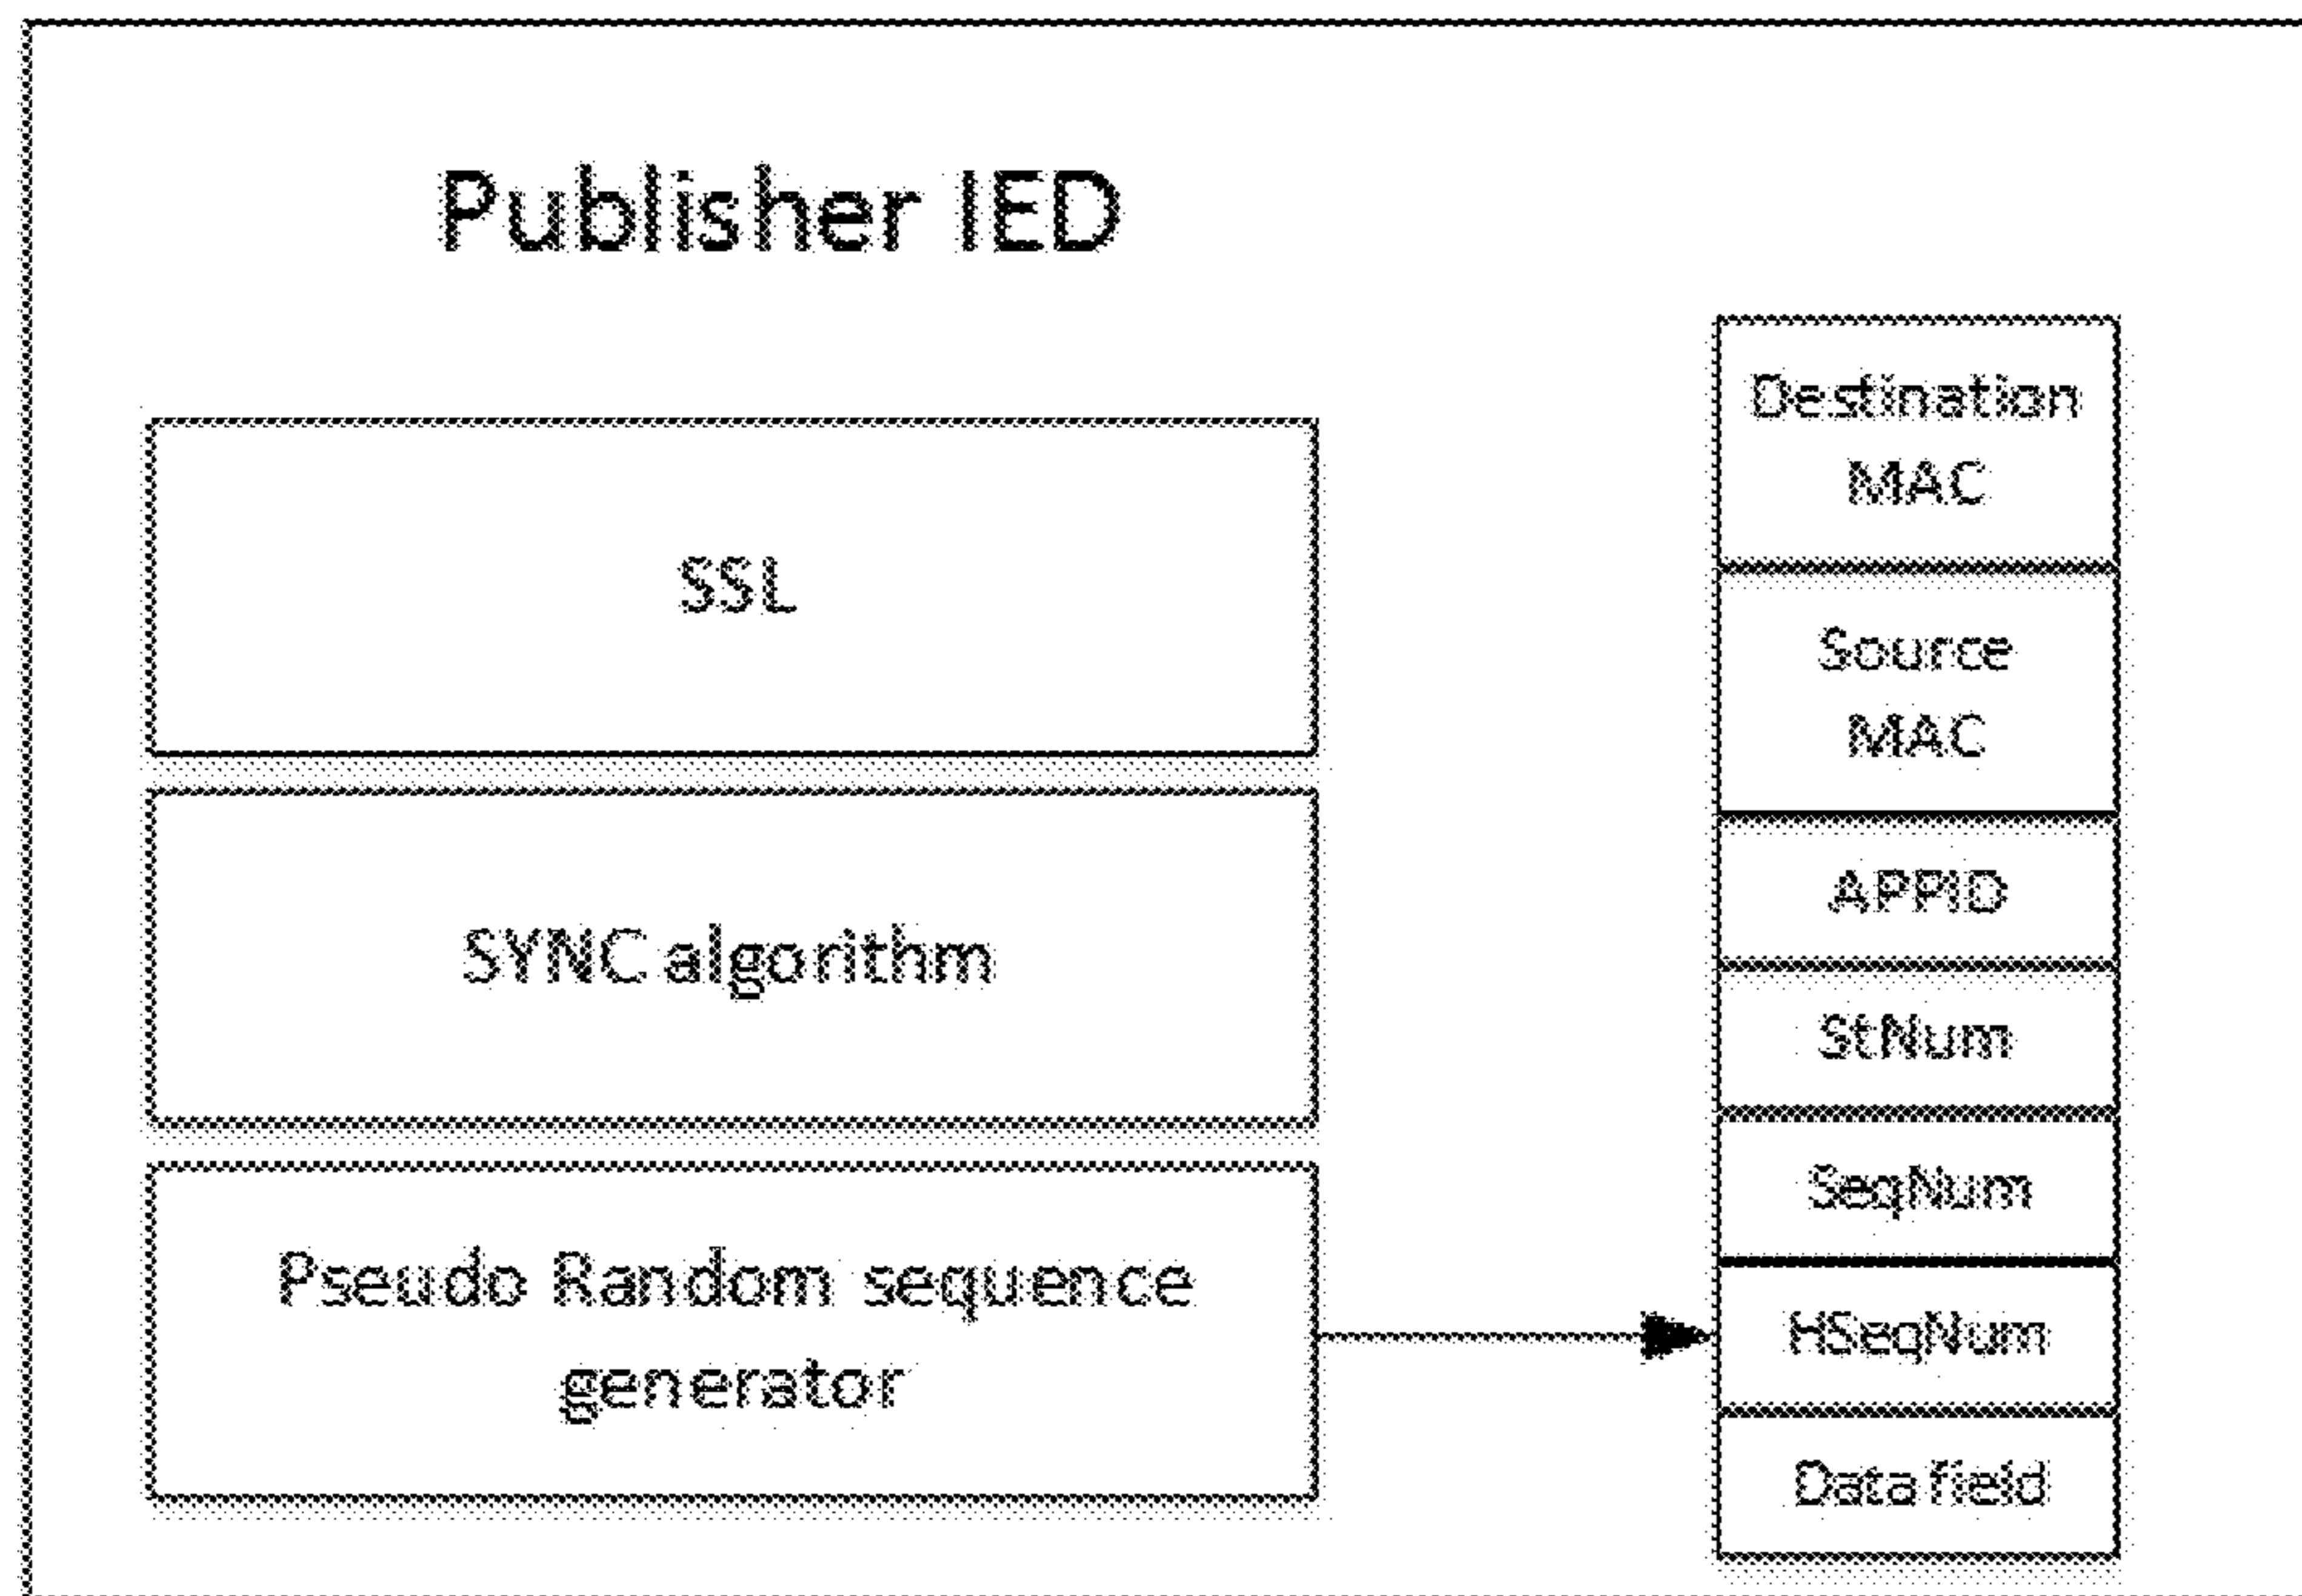 Publisher IED
SSL
SYNC algorithm
Pseudo Random sequence
generator
Destination
MAC
Source
MAC
APPID
StNum
SeqNum
HSeqNum
Data field